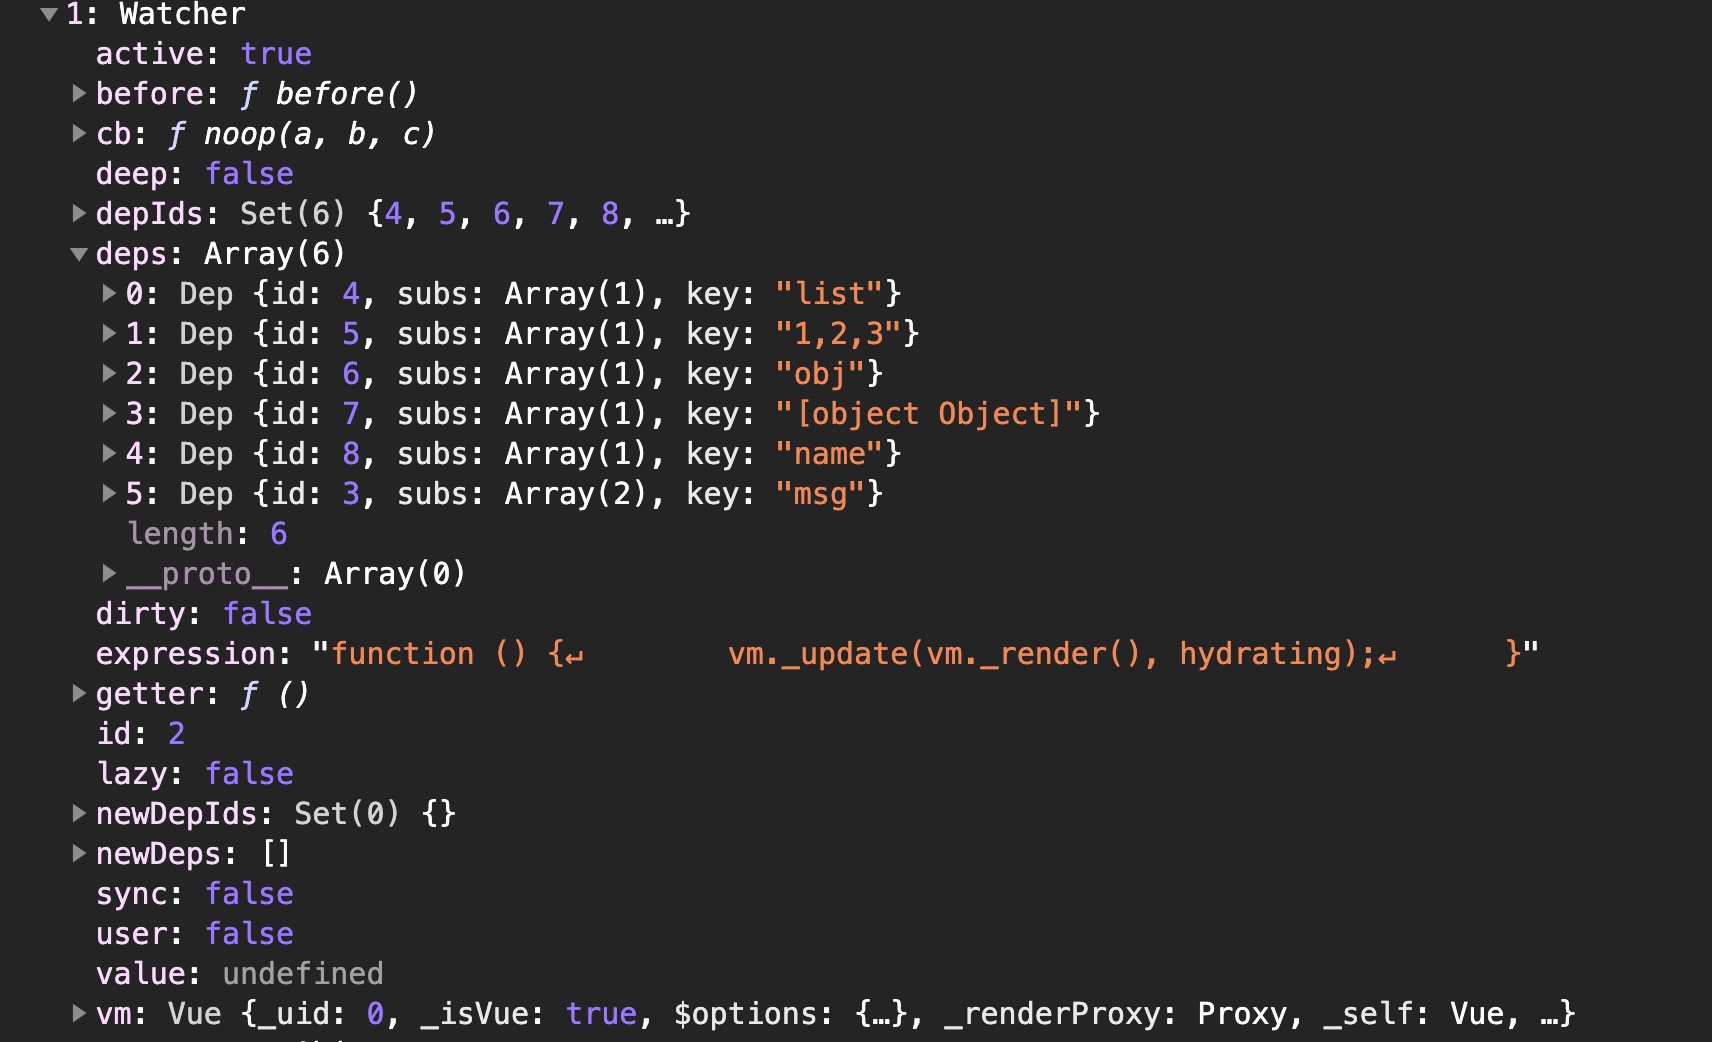 ▼1: Watcher
active: true
▶before: ƒ before()
▶cb: ƒ noop(a, b, c)
deep: false
▶depIds: Set(6) {4, 5, 6, 7, 8, …}
▼deps: Array(6)
▶0: Dep {id: 4, subs: Array(1), key: "list"}
▶1: Dep {id: 5, subs: Array(1), key: "1,2,3"}
▶2: Dep {id: 6, subs: Array(1), key: "obj"}
▶3: Dep {id: 7, subs: Array(1), key: "[object Object]"}
▶4: Dep {id: 8, subs: Array(1), key: "name"}
▶5: Dep {id: 3, subs: Array(2), key: "msg"}
length: 6
▶__proto__: Array(0)
dirty: false
expression: "function () {↵        vm._update(vm._render(), hydrating);↵      }"
▶getter: ƒ ()
id: 2
lazy: false
▶newDepIds: Set(0) {}
▶newDeps: []
sync: false
user: false
value: undefined
▶vm: Vue {_uid: 0, _isVue: true, $options: {…}, _renderProxy: Proxy, _self: Vue, …}